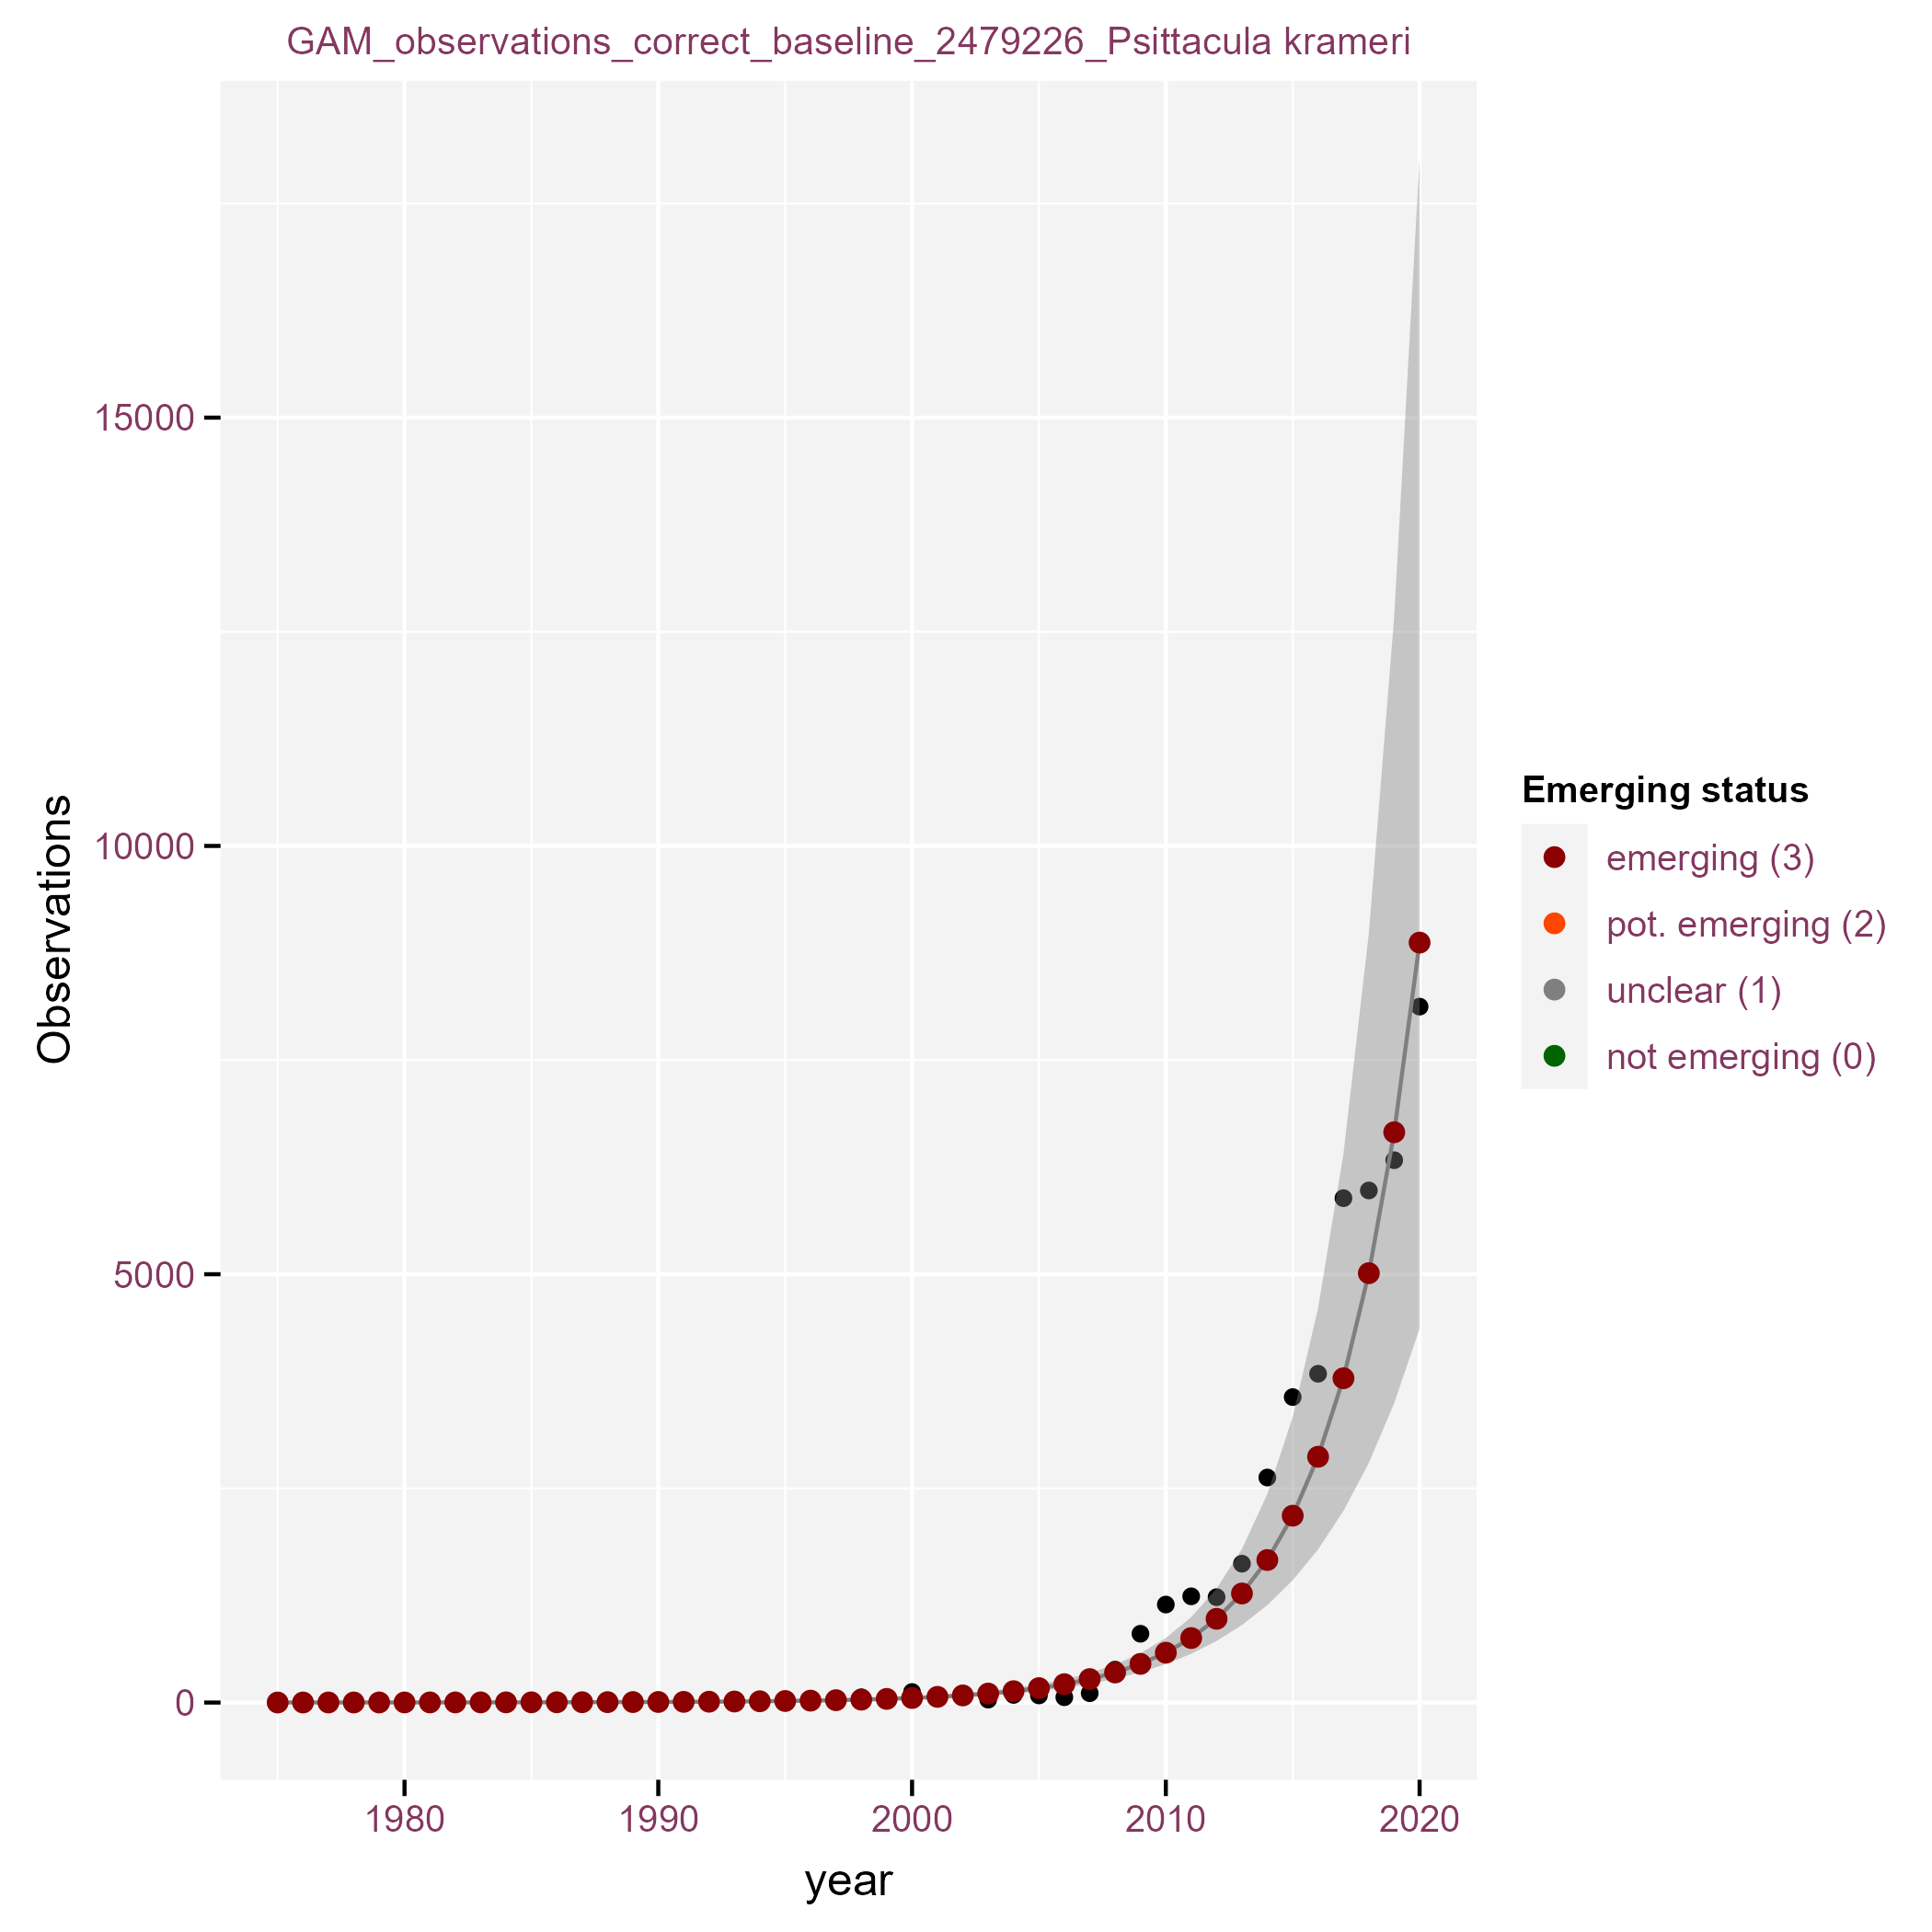 GAM_observations_correct_baseline_2479226_Psittacula krameri
Observations
15000
10000
5000
0
1980 1990 2000 2010 2020
year
Emerging status
emerging (3)
pot. emerging (2)
unclear (1)
not emerging (0)